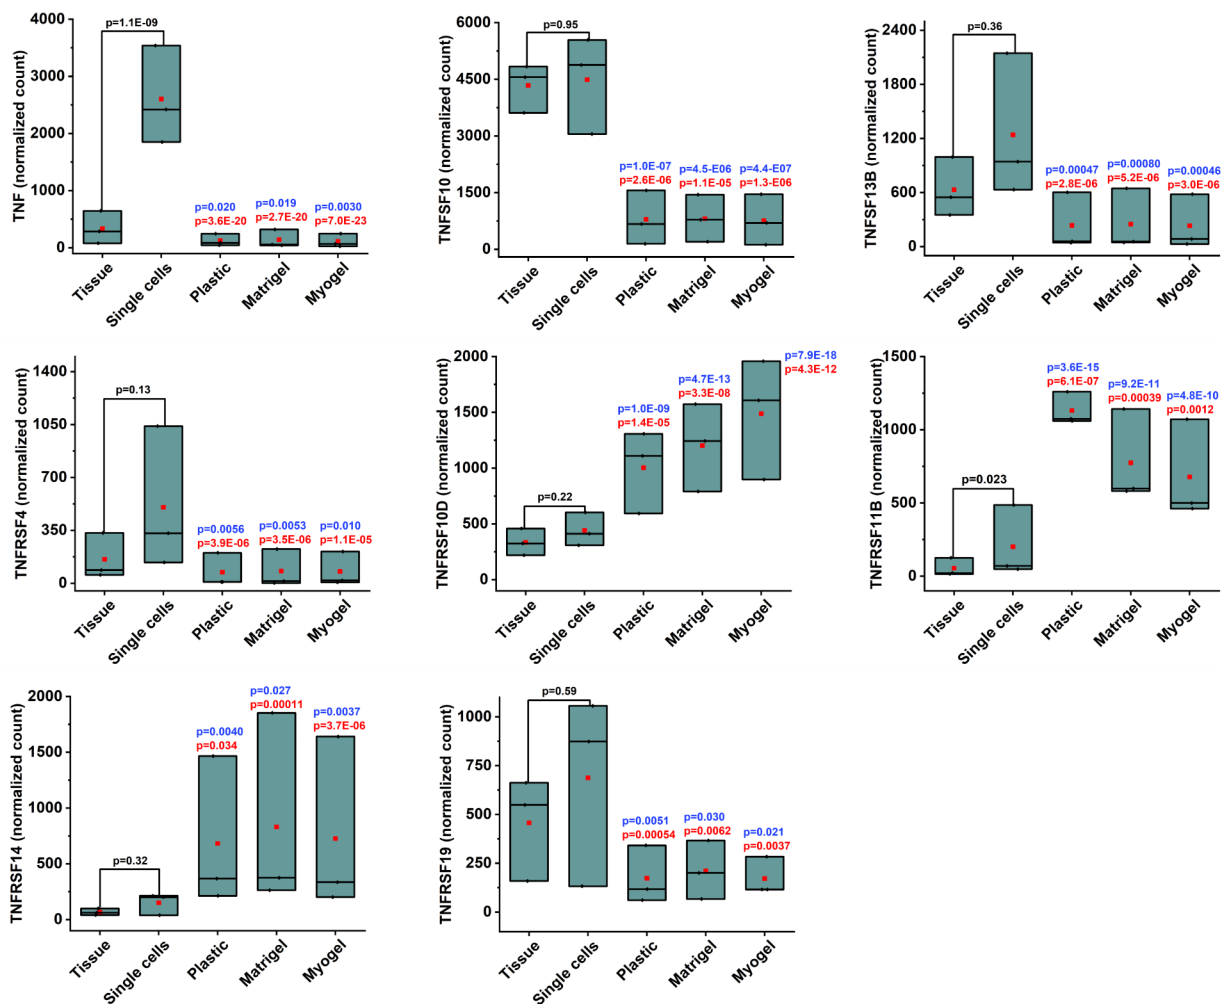 TNF (normalized count)
4000
3000
2000
1000
0
p=1.1E-09
p=0.020
p=3.6E-20
p=0.019
p=2.7E-20
p=0.0030
p=7.0E-23
Tissue
Single cells
Plastic
Matrigel
Myogel
TNFSF10 (normalized count)
6000
4500
3000
1500
0
p=0.95
p=1.0E-07
p=2.6E-06
p=4.5-E06
p=1.1E-05
p=4.4-E07
p=1.3-E06
Tissue
Single cells
Plastic
Matrigel
Myogel
TNFSF13B (normalized count)
2400
1800
1200
600
0
p=0.36
p=0.00047
p=2.8E-06
p=0.00080
p=5.2E-06
p=0.00046
p=3.0E-06
Tissue
Single cells
Plastic
Matrigel
Myogel
TNFRSF4 (normalized count)
1400
1050
700
350
0
p=0.13
p=0.0056
p=3.9E-06
p=0.0053
p=3.5E-06
p=0.010
p=1.1E-05
Tissue
Single cells
Plastic
Matrigel
Myogel
TNFRSF10D (normalized count)
2000
1500
1000
500
0
p=0.22
p=1.0E-09
p=1.4E-05
p=4.7E-13
p=3.3E-08
p=7.9E-18
p=4.3E-12
Tissue
Single cells
Plastic
Matrigel
Myogel
TNFRSF11B (normalized count)
1500
1000
500
0
p=0.023
p=3.6E-15
p=6.1E-07
p=9.2E-11
p=0.00039
p=4.8E-10
p=0.0012
Tissue
Single cells
Plastic
Matrigel
Myogel
TNFRSF14 (normalized count)
2000
1500
1000
500
0
p=0.32
p=0.0040
p=0.034
p=0.027
p=0.00011
p=0.0037
p=3.7E-06
Tissue
Single cells
Plastic
Matrigel
Myogel
TNFRSF19 (normalized count)
1000
750
500
250
0
p=0.59
p=0.0051
p=0.00054
p=0.030
p=0.0062
p=0.021
p=0.0037
Tissue
Single cells
Plastic
Matrigel
Myogel